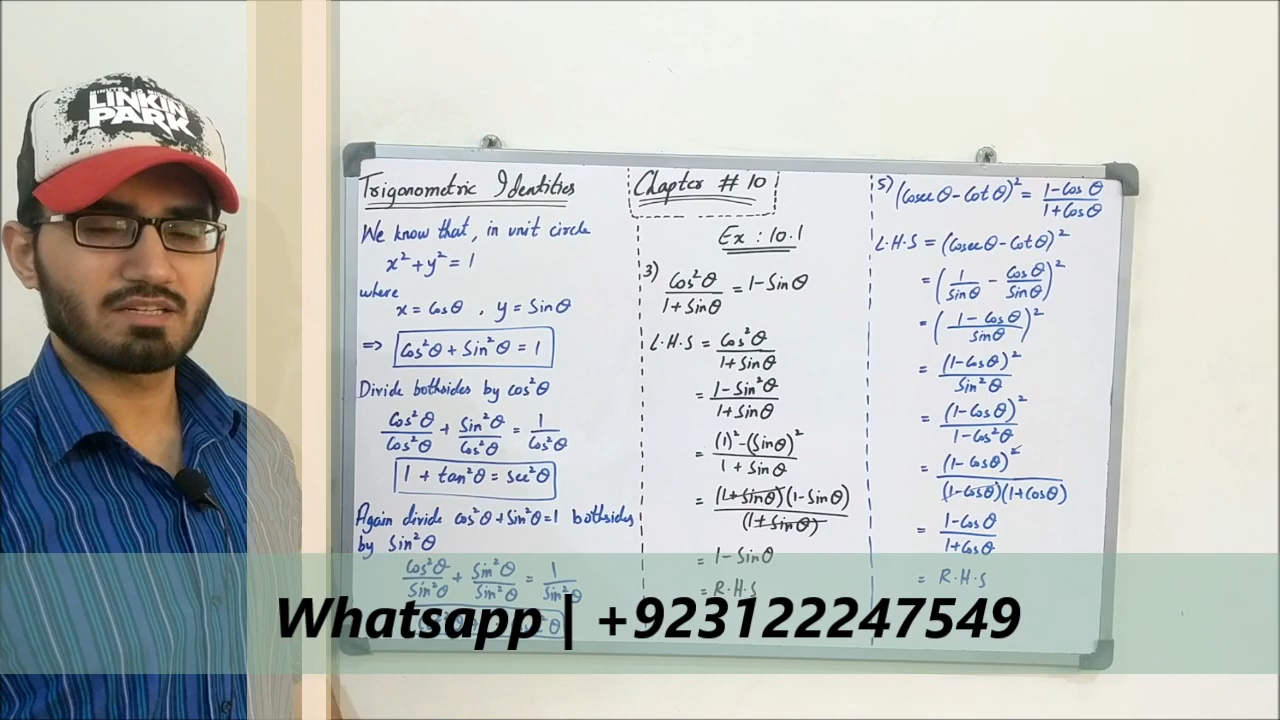 LINKIN
PARK
Trigonometric Identities
We know that, in unit circle
x² + y² = 1
where
x = Cosθ , y = Sinθ
=> Cos²θ + Sin²θ = 1
Divide bothsides by cos²θ
Cos²θ/Cos²θ + Sin²θ/Cos²θ = 1/Cos²θ
1 + tan²θ = sec²θ
Again divide cos²θ + Sin²θ = 1 bothsides
by Sin²θ
Cos²θ/Sin²θ + Sin²θ/Sin²θ = 1/Sin²θ
Chapter # 10
Ex : 10.1
3) Cos²θ/1+Sinθ = 1-Sinθ
L.H.S = Cos²θ/1+Sinθ
= 1-Sin²θ/1+Sinθ
= (1)²-(Sinθ)²/1+Sinθ
= (1+Sinθ)(1-Sinθ)/(1+Sinθ)
= 1-Sinθ
= R.H.S
5) (Cosecθ-Cotθ)² = 1-Cosθ/1+Cosθ
L.H.S = (Cosecθ-Cotθ)²
= (1/Sinθ - Cosθ/Sinθ)²
= (1-Cosθ/Sinθ)²
= (1-Cosθ)²/Sin²θ
= (1-Cosθ)²/1-Cos²θ
= (1-Cosθ)²/(1-Cosθ)(1+Cosθ)
= 1-Cosθ/1+Cosθ
= R.H.S
Whatsapp | +923122247549